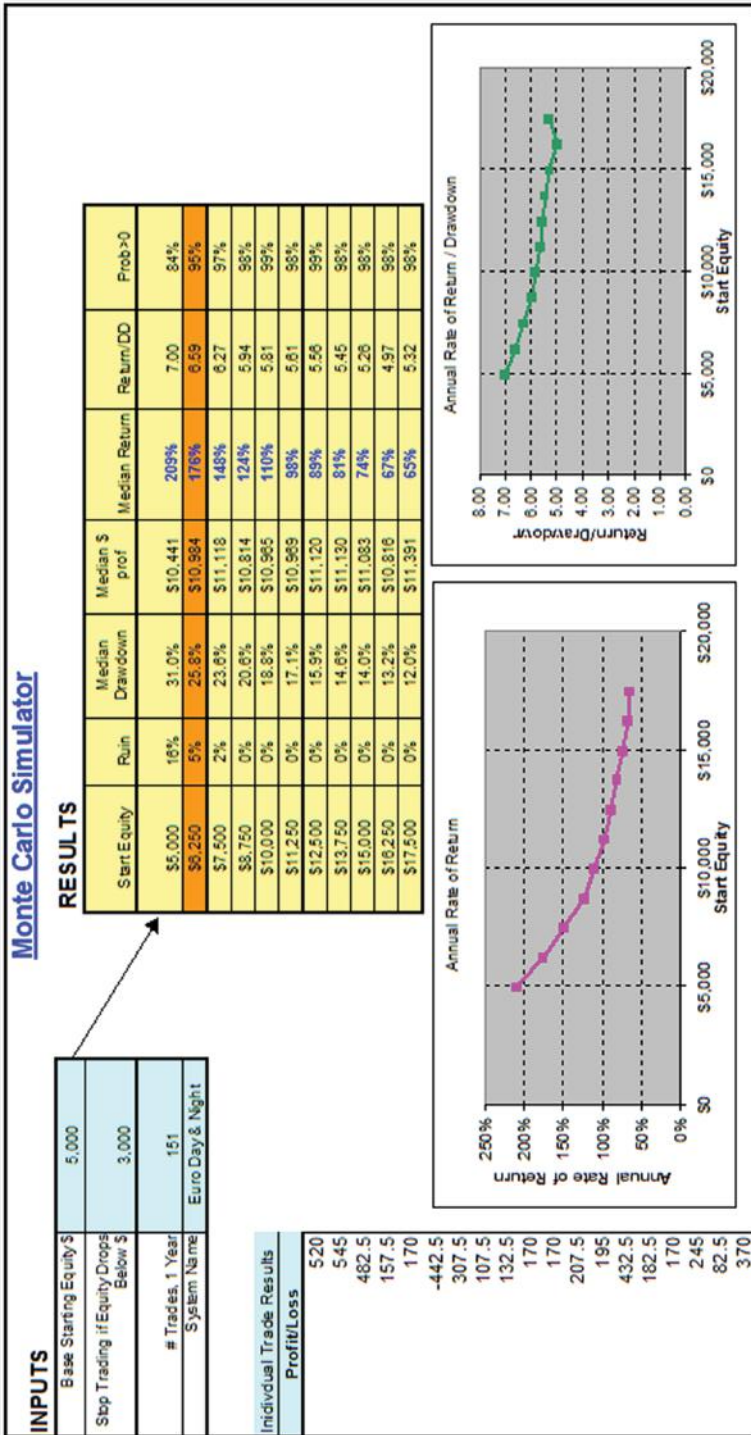 Monte Carlo Simulator
INPUTS
Base Starting Equity $ 5,000
Stop Trading if Equity Drops
Below $ 3,000
# Trades, 1 Year 151
System Name Euro Day & Night
Inidivdual Trade Results
Profit/Loss
520
545
482.5
157.5
170
-442.5
307.5
107.5
132.5
170
170
207.5
195
432.5
182.5
170
245
82.5
370
RESULTS
Start Equity Ruin Median Drawdown Median $ prof Median Return Return/DD Prob>0
$5,000 16% 31.0% $10,441 209% 7.00 84%
$6,250 5% 25.8% $10,984 176% 6.59 95%
$7,500 2% 23.6% $11,118 148% 6.27 97%
$8,750 0% 20.6% $10,814 124% 5.94 98%
$10,000 0% 18.8% $10,965 110% 5.81 99%
$11,250 0% 17.1% $10,969 98% 5.61 98%
$12,500 0% 15.9% $11,120 89% 5.56 99%
$13,750 0% 14.6% $11,130 81% 5.45 98%
$15,000 0% 14.0% $11,083 74% 5.26 98%
$16,250 0% 13.2% $10,816 67% 4.97 98%
$17,500 0% 12.0% $11,391 65% 5.32 98%
Annual Rate of Return
Annual Rate of Return
250%
200%
150%
100%
50%
0%
$0 $5,000 $10,000 $15,000 $20,000
Start Equity
Annual Rate of Return / Drawdown
Return/Drawdowr
8.00
7.00
6.00
5.00
4.00
3.00
2.00
1.00
0.00
$0 $5,000 $10,000 $15,000 $20,000
Start Equity